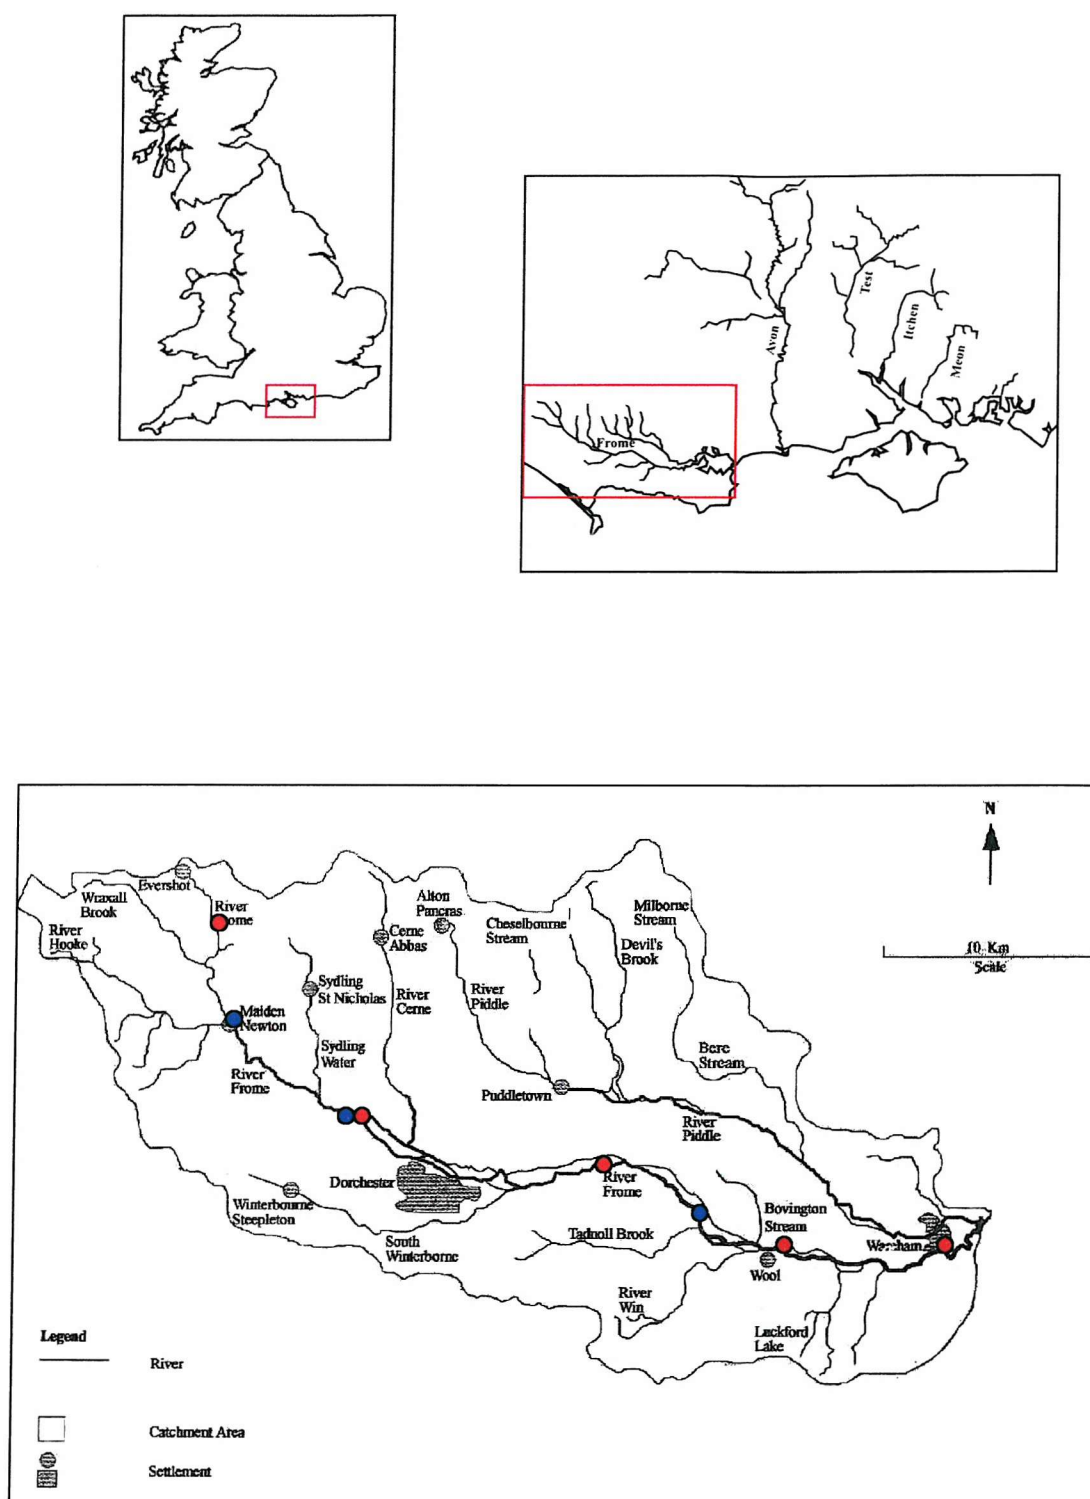 Avon
Test
Itchen
Meon
Frome
N
10 Km
Scale
Evershot
Wraxall
Brook
River
Hooke
River
ome
Maiden
Newton
River
Frome
Sydling
St Nicholas
Sydling
Water
Cerne
Abbas
River
Cerne
Alton
Pancras
River
Piddle
Cheselbourne
Stream
Devil's
Brook
Milborne
Stream
Bere
Stream
Puddletown
River
Piddle
Dorchester
Winterbourne
Steepleton
South
Winterborne
River
Frome
Tadnoll Brook
Bovington
Stream
Wareham
Wool
River
Win
Luckford
Lake
Legend
River
Catchment Area
Settlement